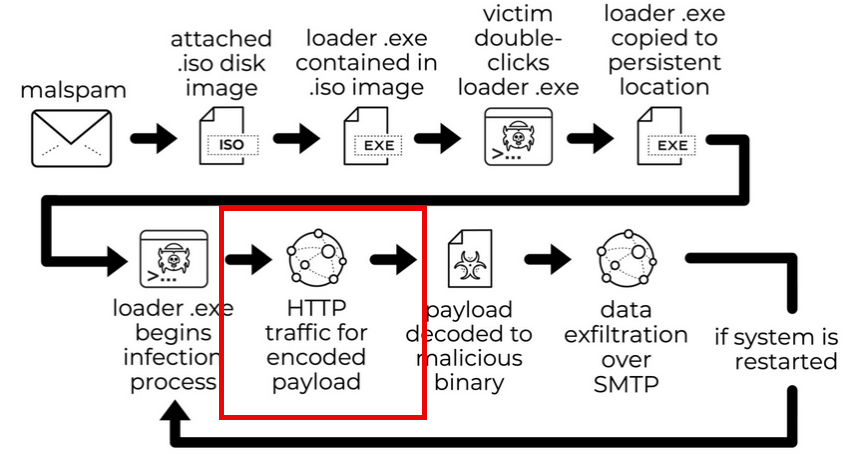 malspam
attached
.iso disk
image
ISO
loader .exe
contained in
.iso image
EXE
victim
double-
clicks
loader .exe
>...
loader .exe
copied to
persistent
location
EXE
>...
loader .exe
begins
infection
process
HTTP
traffic for
encoded
payload
payload
decoded to
malicious
binary
data
exfiltration
over
SMTP
if system is
restarted